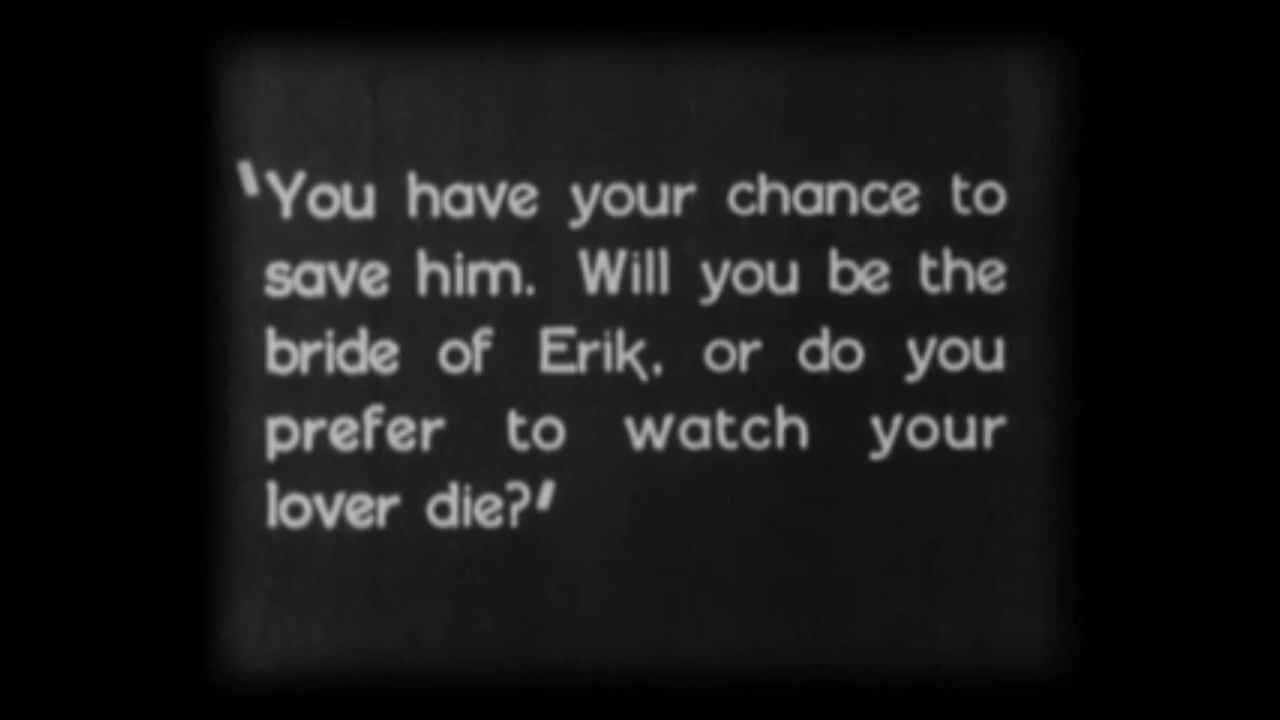 'You have your chance to
save him. Will you be the
bride of Erik, or do you
prefer to watch your
lover die?'